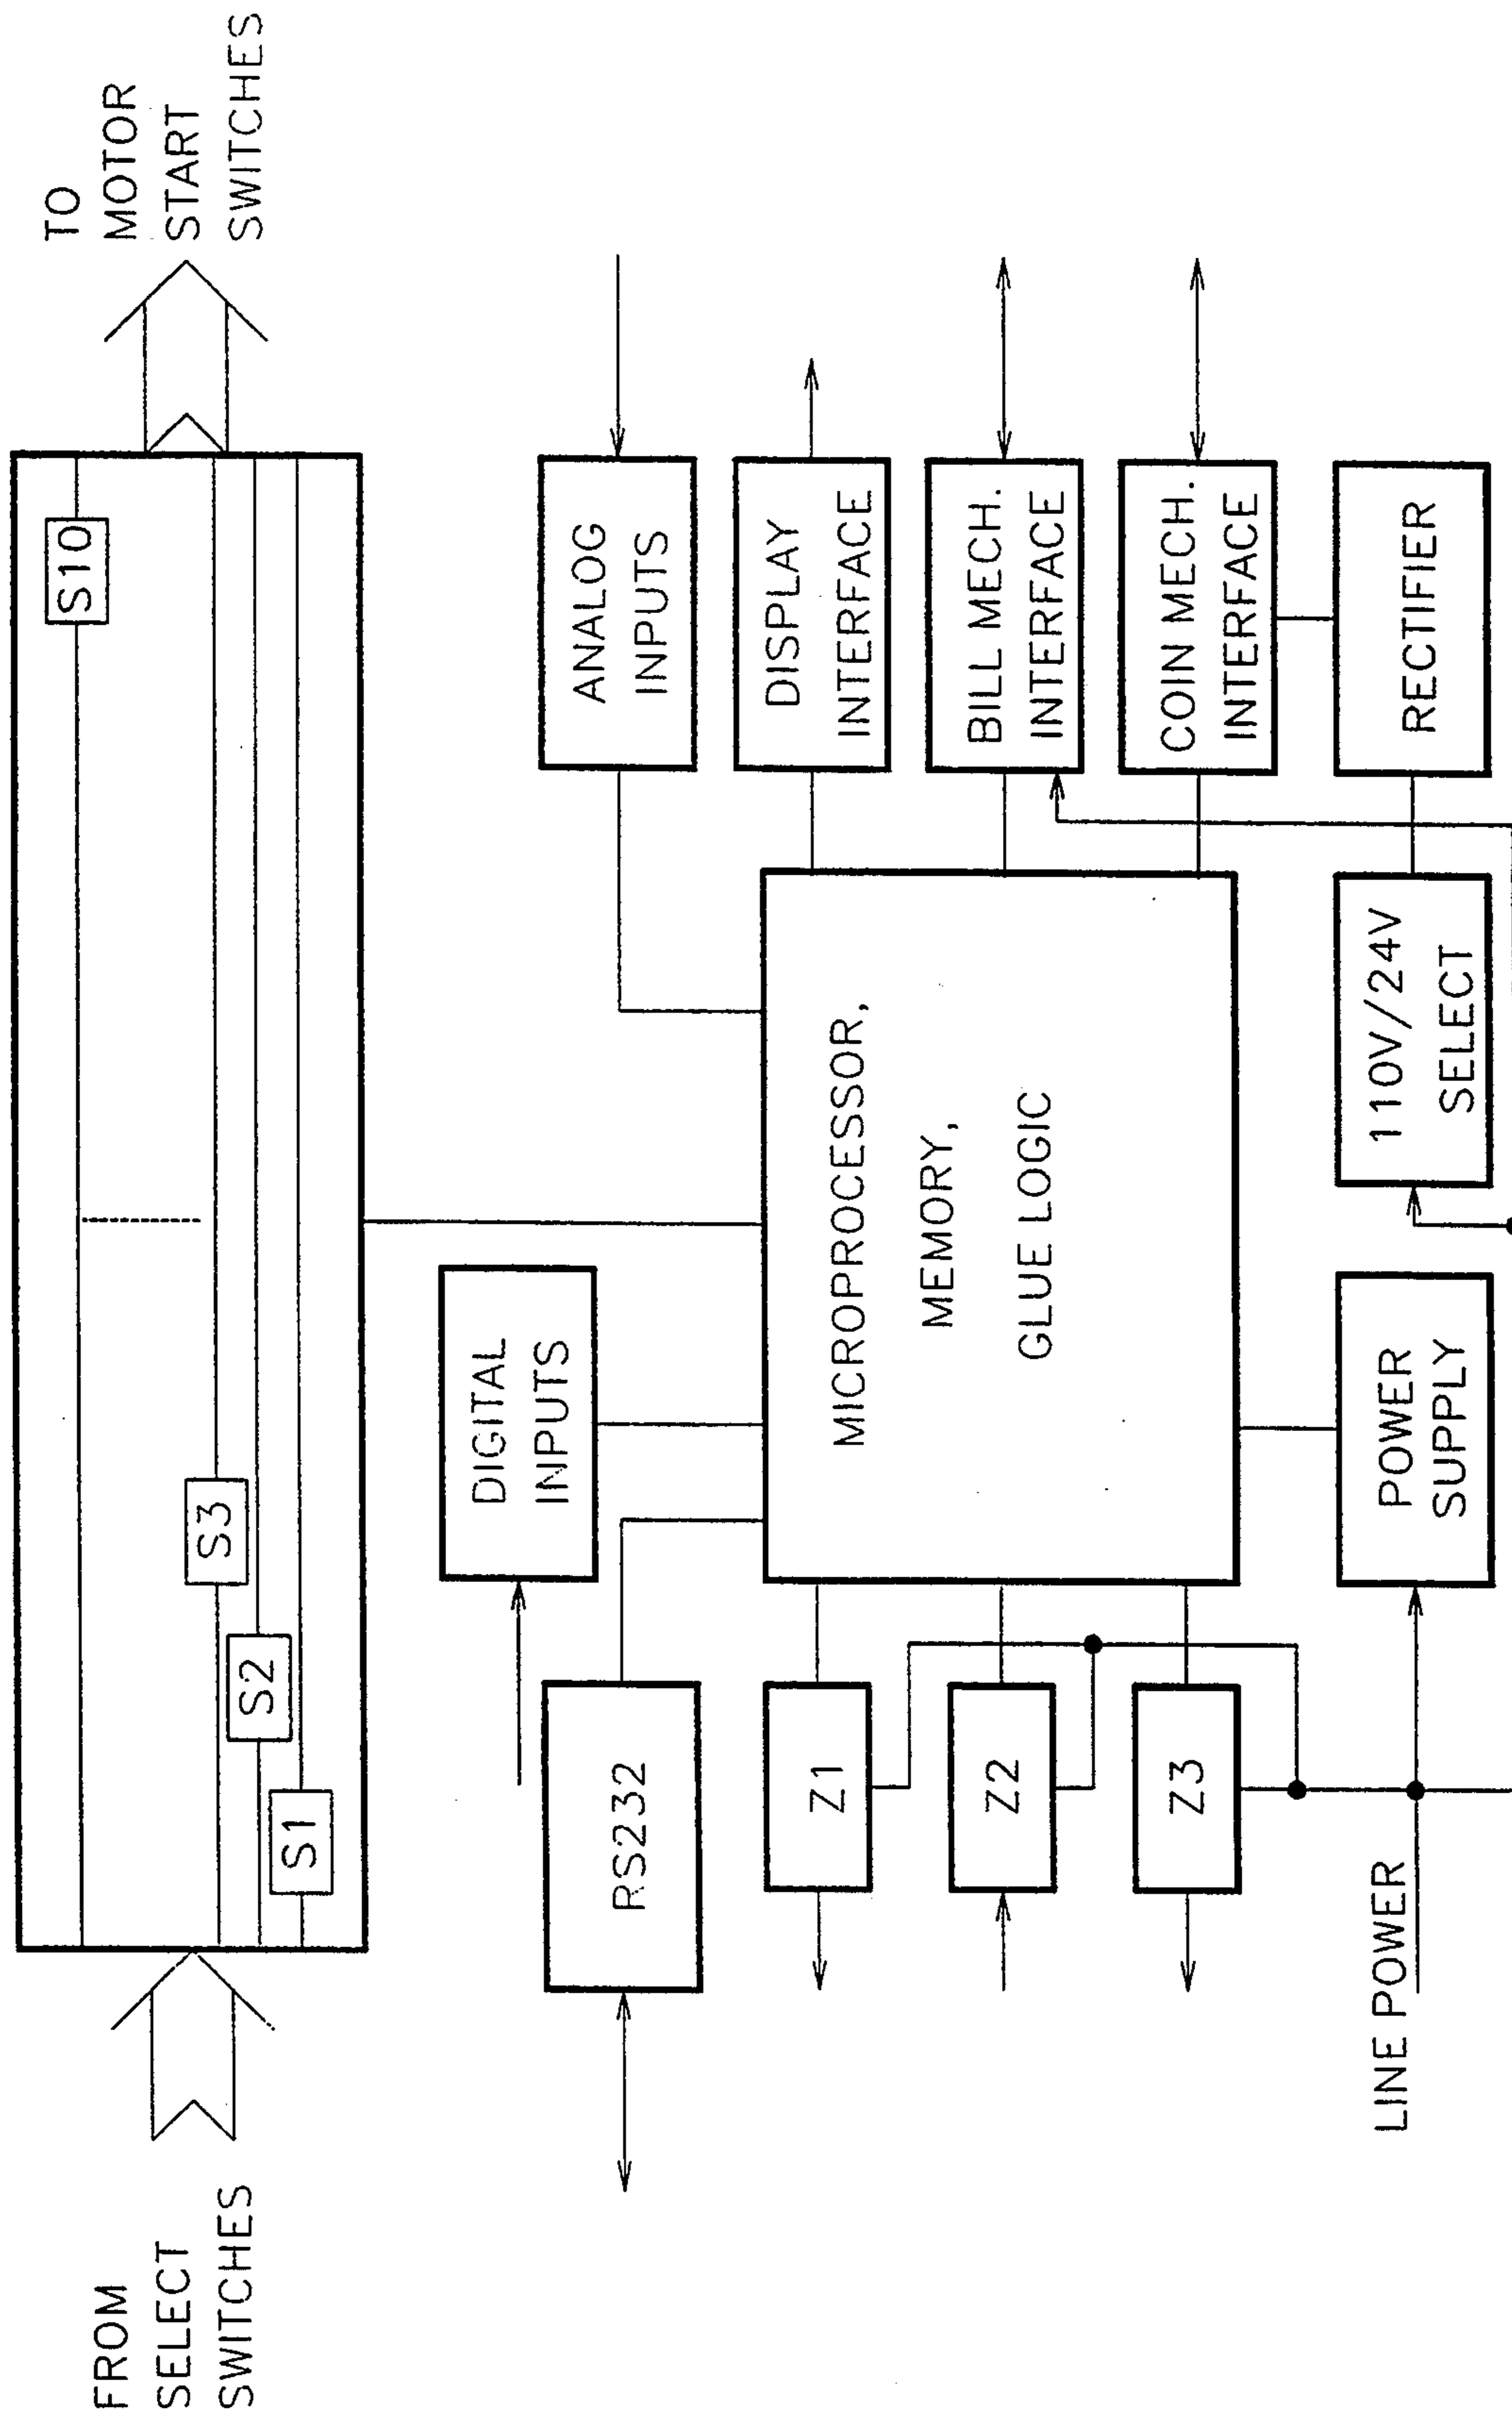 FROM
SELECT
SWITCHES
S1
S2
S3
S10
TO
MOTOR
START
SWITCHES
RS232
DIGITAL
INPUTS
ANALOG
INPUTS
Z1
Z2
Z3
MICROPROCESSOR,
MEMORY,
GLUE LOGIC
DISPLAY
INTERFACE
BILL MECH.
INTERFACE
COIN MECH.
INTERFACE
LINE POWER
POWER
SUPPLY
110V/24V
SELECT
RECTIFIER